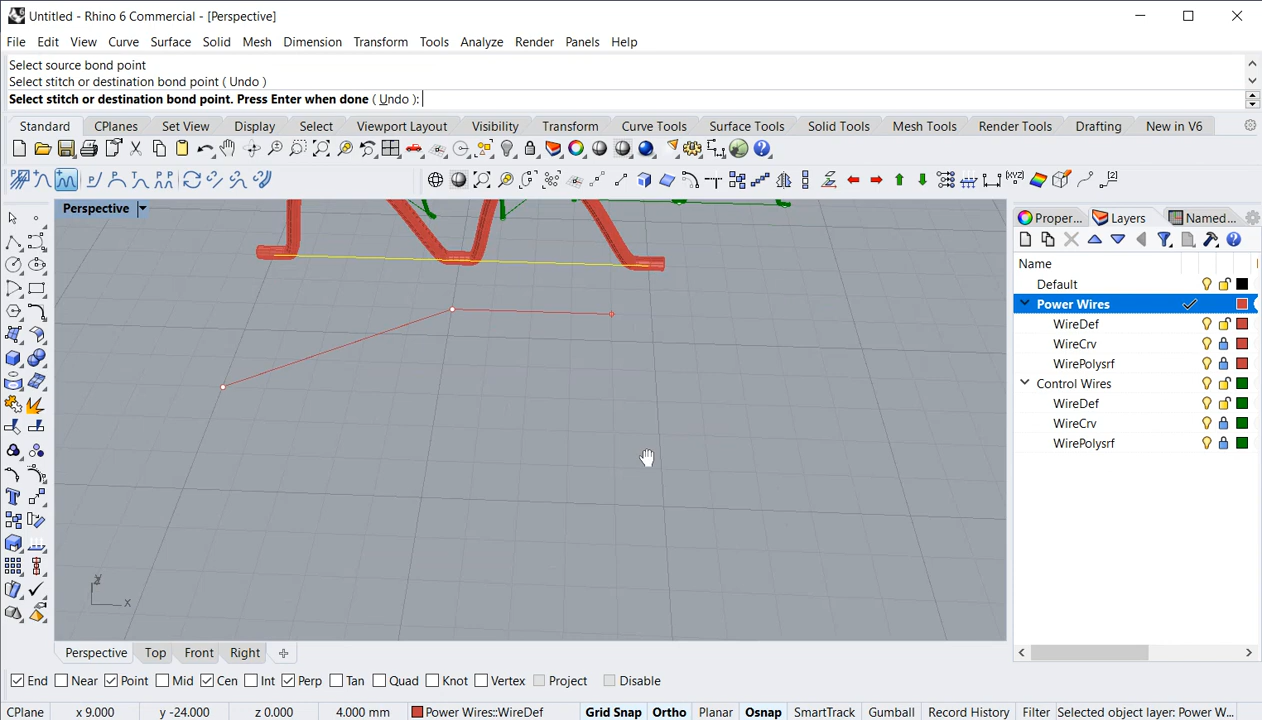 Untitled - Rhino 6 Commercial - [Perspective]
File Edit View Curve Surface Solid Mesh Dimension Transform Tools Analyze Render Panels Help
Select source bond point
Select stitch or destination bond point ( Undo )
Select stitch or destination bond point. Press Enter when done ( Undo ):
Standard CPlanes Set View Display Select Viewport Layout Visibility Transform Curve Tools Surface Tools Solid Tools Mesh Tools Render Tools Drafting New in V6
Perspective
Proper... Layers Named...
Name
Default
Power Wires
WireDef
WireCrv
WirePolysrf
Control Wires
WireDef
WireCrv
WirePolysrf
y
x
Perspective Top Front Right
End Near Point Mid Cen Int Perp Tan Quad Knot Vertex Project Disable
CPlane x 9.000 y -24.000 z 0.000 4.000 mm Power Wires::WireDef Grid Snap Ortho Planar Osnap SmartTrack Gumball Record History Filter Selected object layer: Power W...